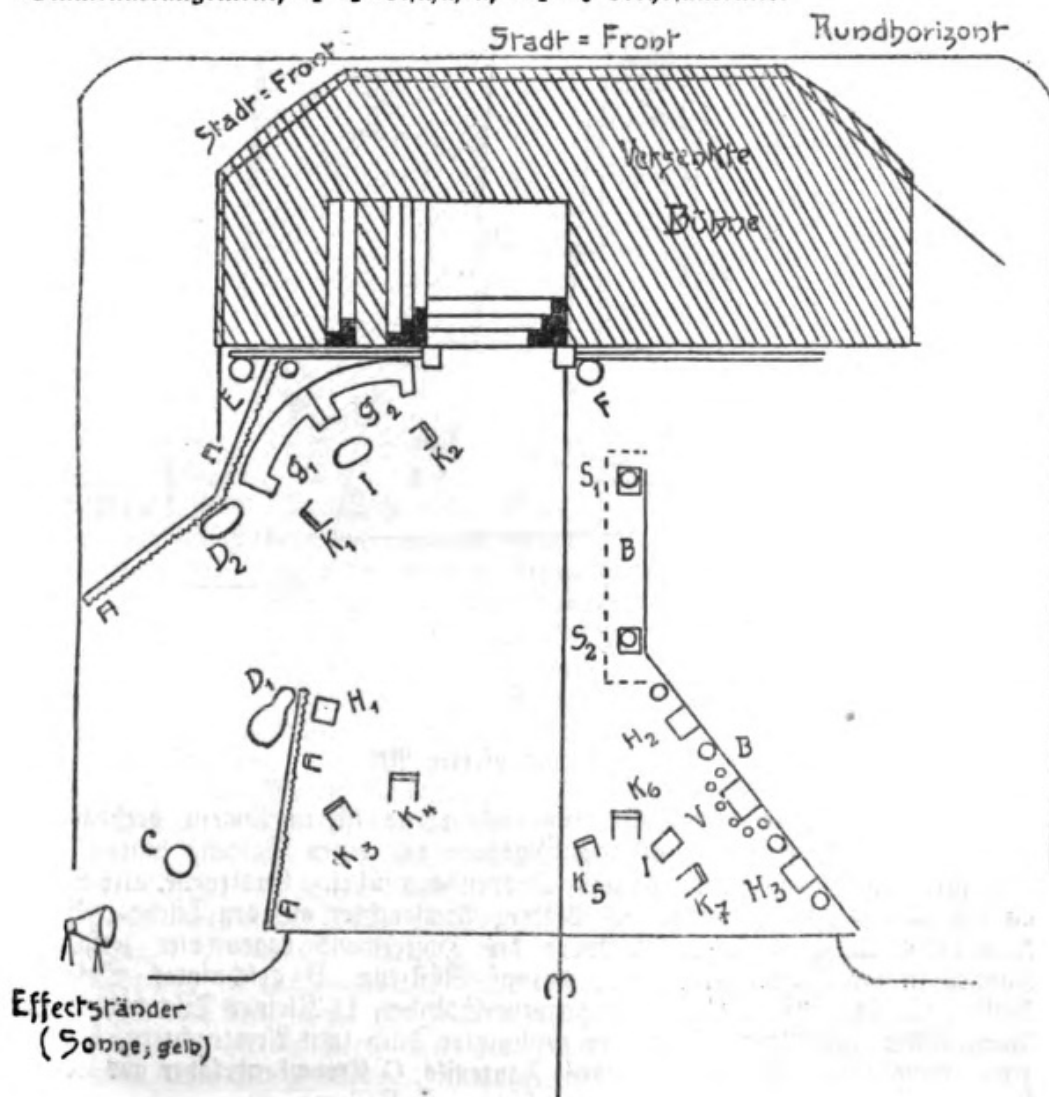 Stadt = Front
Rundhorizont
Stadt = Front
Versenkte
Bühne
E
F
A
g1
g2
K2
I
K1
D2
A
S1
B
S2
D1
H1
A
H2
B
K4
K3
K6
V
C
K5
I
K7
H3
A
M
Effectständer
(Sonne; gelb)